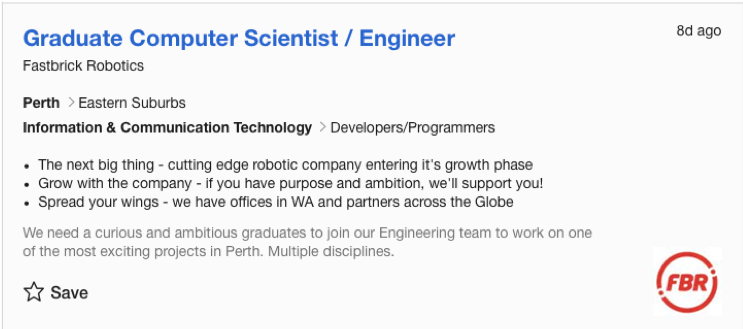 Graduate Computer Scientist / Engineer
8d ago
Fastbrick Robotics
Perth > Eastern Suburbs
Information & Communication Technology > Developers/Programmers
• The next big thing - cutting edge robotic company entering it's growth phase
• Grow with the company - if you have purpose and ambition, we'll support you!
• Spread your wings - we have offices in WA and partners across the Globe
We need a curious and ambitious graduates to join our Engineering team to work on one
of the most exciting projects in Perth. Multiple disciplines.
FBR
Save